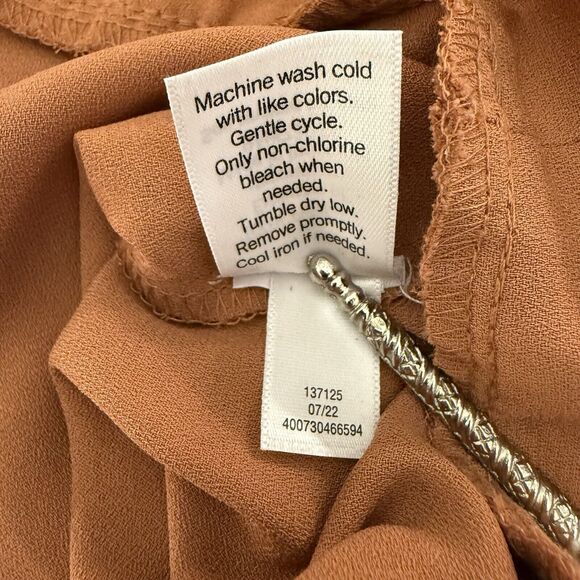 Machine wash cold
with like colors.
Gentle cycle.
Only non-chlorine
bleach when
needed.
Tumble dry low.
Remove promptly.
Cool iron if needed.
137125
07/22
400730466594